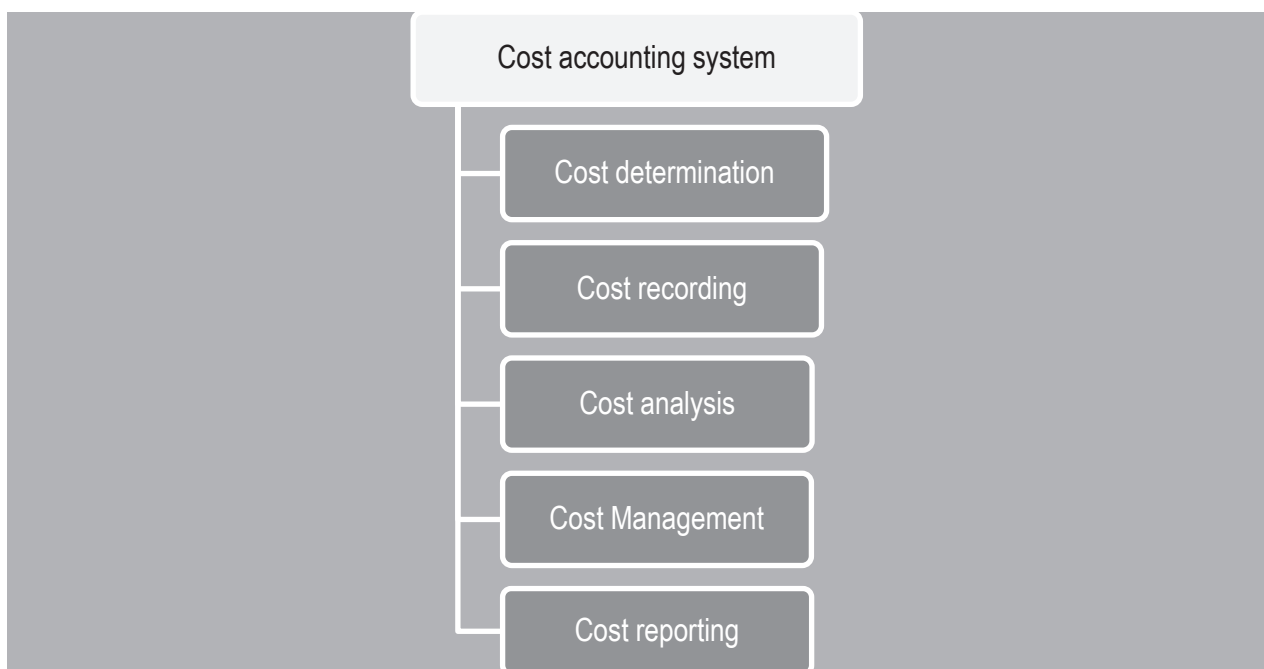 Cost accounting system
Cost determination
Cost recording
Cost analysis
Cost Management
Cost reporting